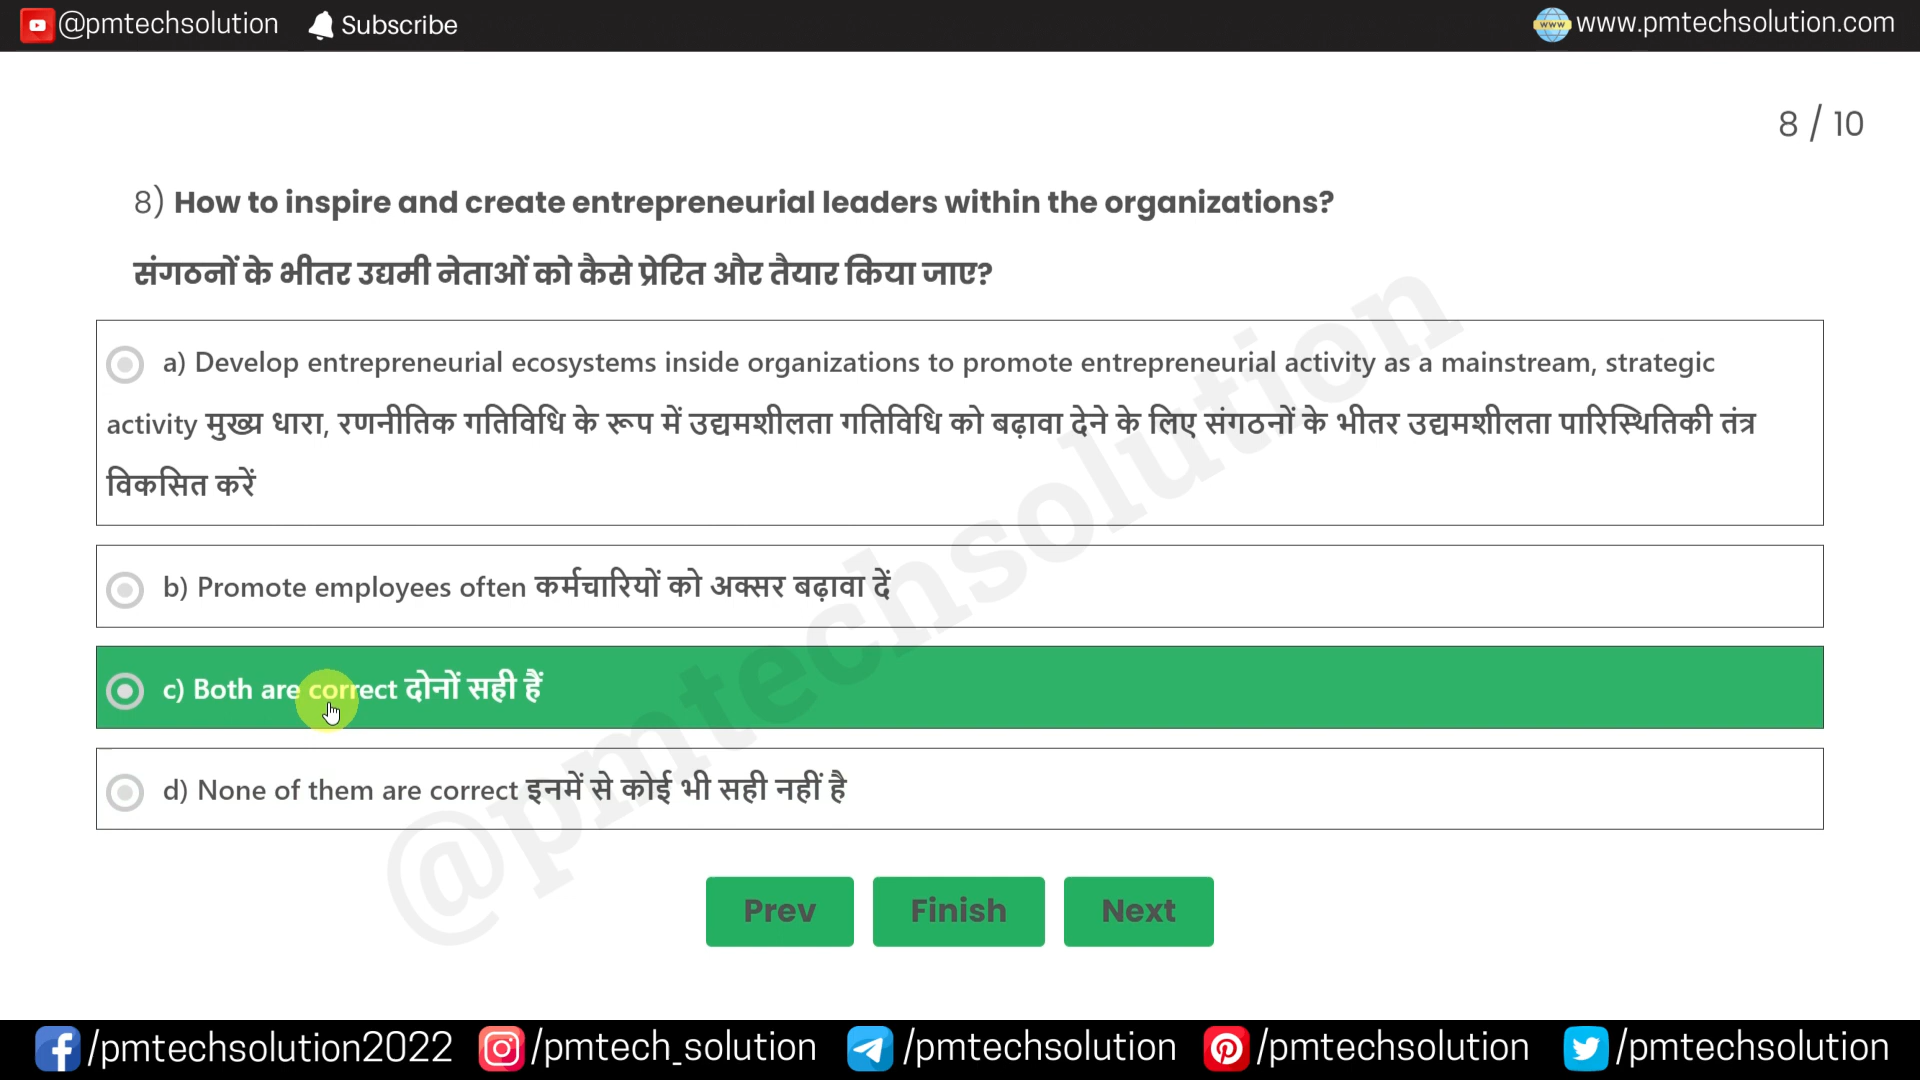 @pmtechsolution Subscribe www.pmtechsolution.com
8 / 10
8) How to inspire and create entrepreneurial leaders within the organizations?
संगठनों के भीतर उद्यमी नेताओं को कैसे प्रेरित और तैयार किया जाए?
a) Develop entrepreneurial ecosystems inside organizations to promote entrepreneurial activity as a mainstream, strategic
activity मुख्य धारा, रणनीतिक गतिविधि के रूप में उद्यमशीलता गतिविधि को बढ़ावा देने के लिए संगठनों के भीतर उद्यमशीलता पारिस्थितिकी तंत्र
विकसित करें
b) Promote employees often कर्मचारियों को अक्सर बढ़ावा दें
c) Both are correct दोनों सही हैं
d) None of them are correct इनमें से कोई भी सही नहीं है
@pmtechsolution
Prev Finish Next
/pmtechsolution2022 /pmtech_solution /pmtechsolution /pmtechsolution /pmtechsolution